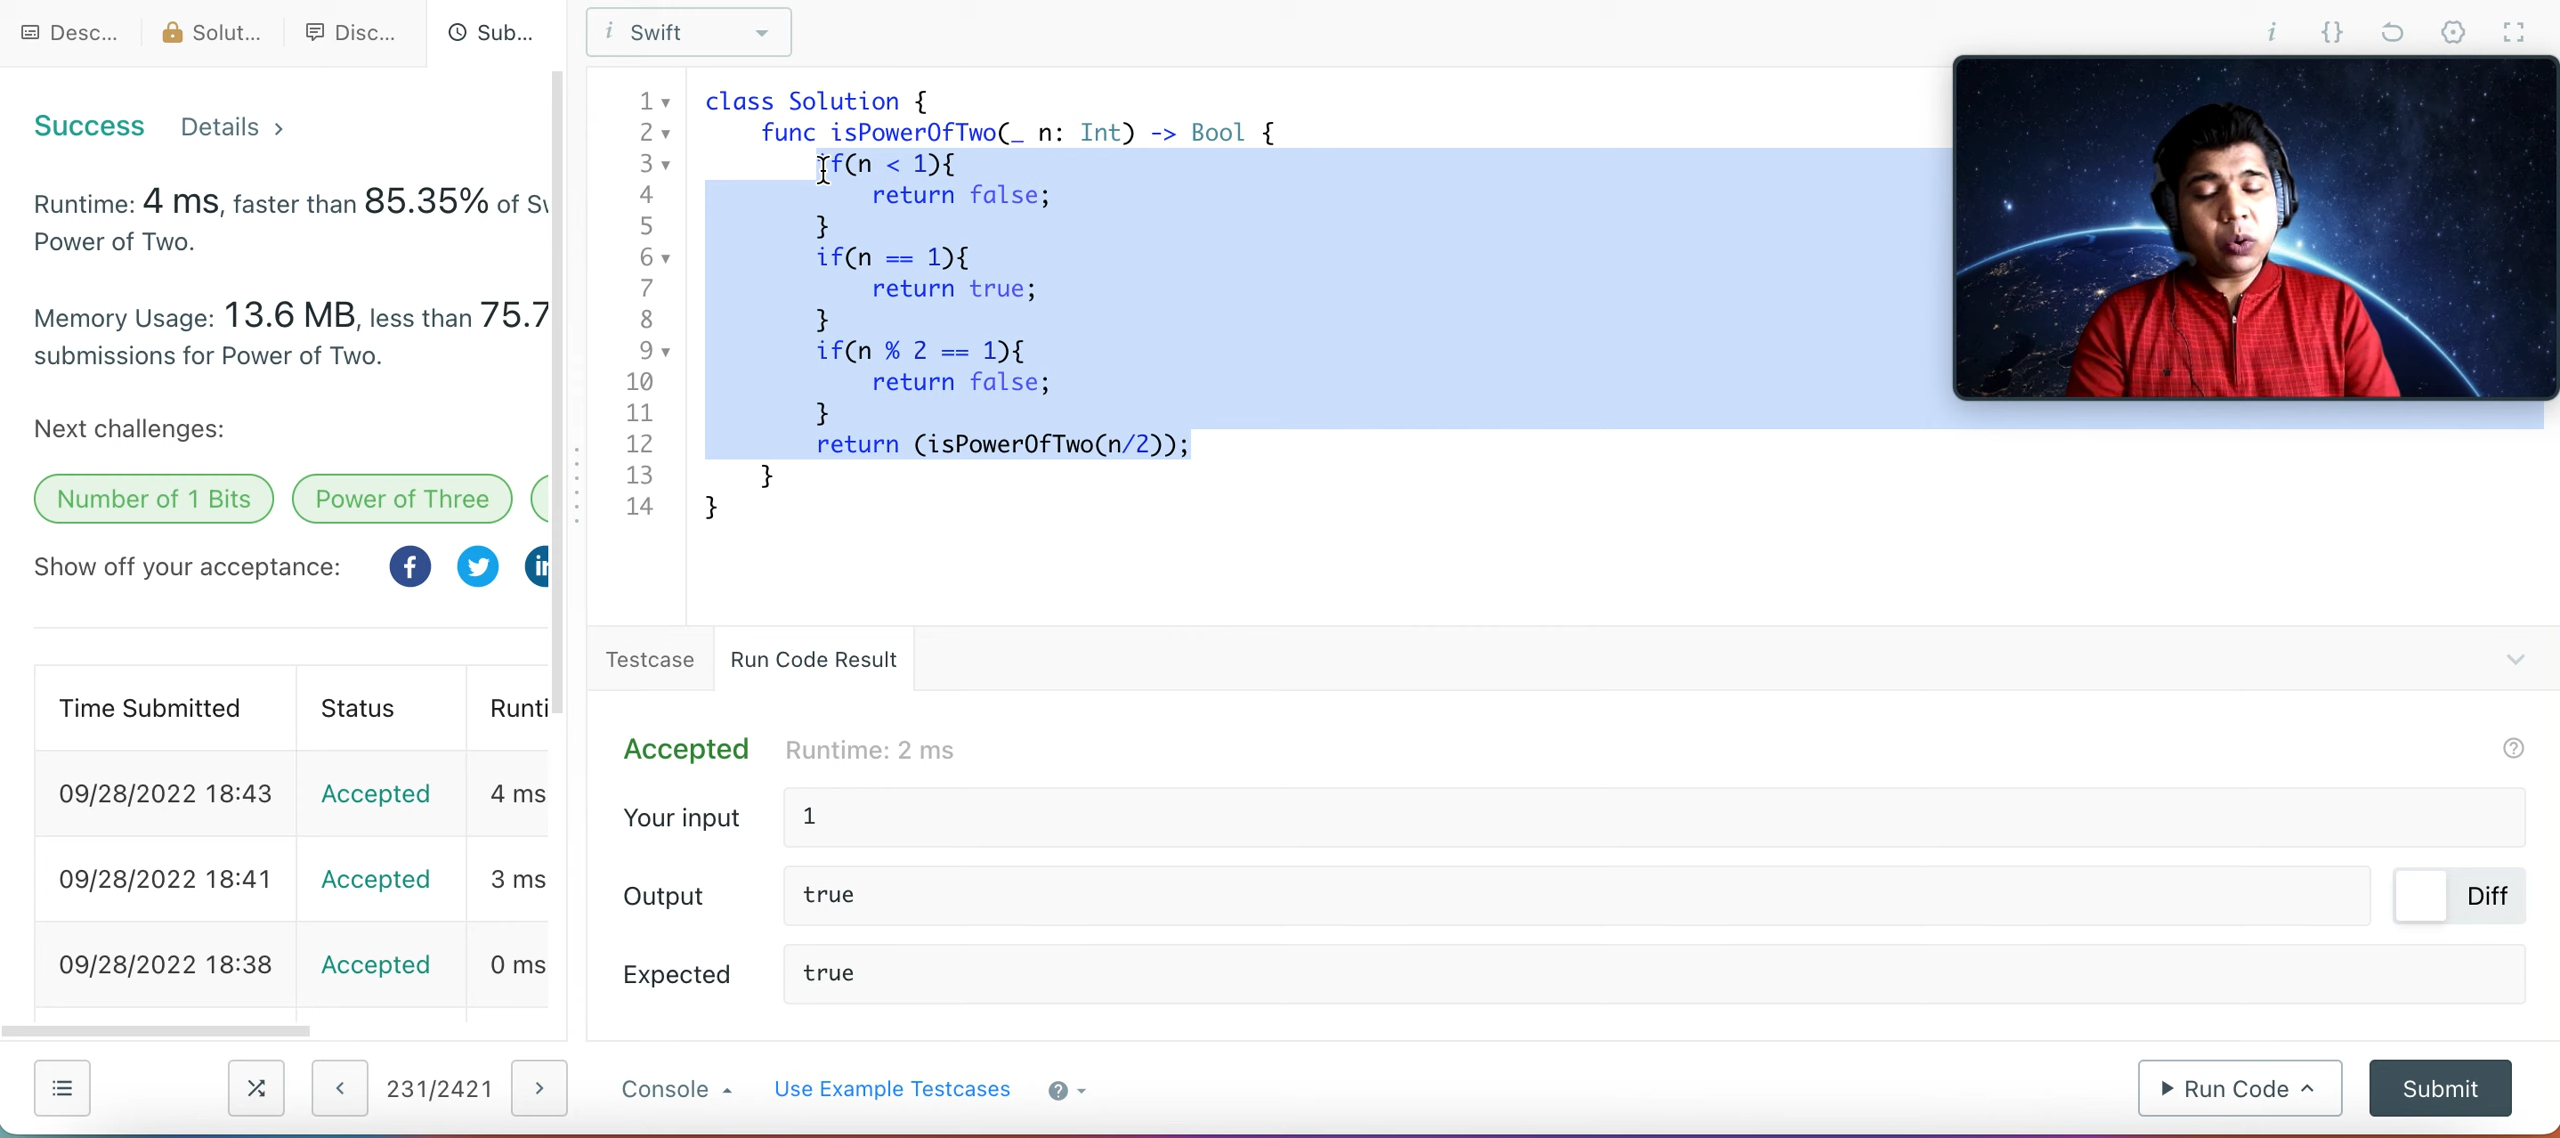 Desc...
Solut...
Disc...
Sub...
i Swift
i {}
Success Details >
Runtime: 4 ms, faster than 85.35% of Sw
Power of Two.
Memory Usage: 13.6 MB, less than 75.7
submissions for Power of Two.
Next challenges:
Number of 1 Bits
Power of Three
Show off your acceptance:
f
in
Time Submitted Status Runti
09/28/2022 18:43 Accepted 4 ms
09/28/2022 18:41 Accepted 3 ms
09/28/2022 18:38 Accepted 0 ms
231/2421
1 class Solution {
2 func isPowerOfTwo(_ n: Int) -> Bool {
3 if(n < 1){
4 return false;
5 }
6 if(n == 1){
7 return true;
8 }
9 if(n % 2 == 1){
10 return false;
11 }
12 return (isPowerOfTwo(n/2));
13 }
14 }
Testcase
Run Code Result
Accepted Runtime: 2 ms
?
Your input 1
Output true
Diff
Expected true
Console
Use Example Testcases
?
Run Code
Submit